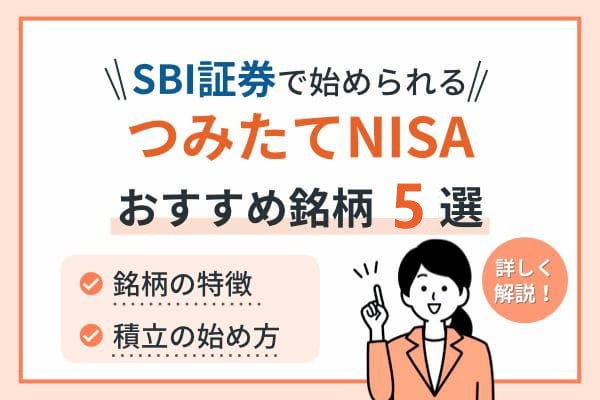 SBI証券で始められる
つみたてNISA
おすすめ銘柄 5 選
銘柄の特徴
積立の始め方
詳しく
解説！